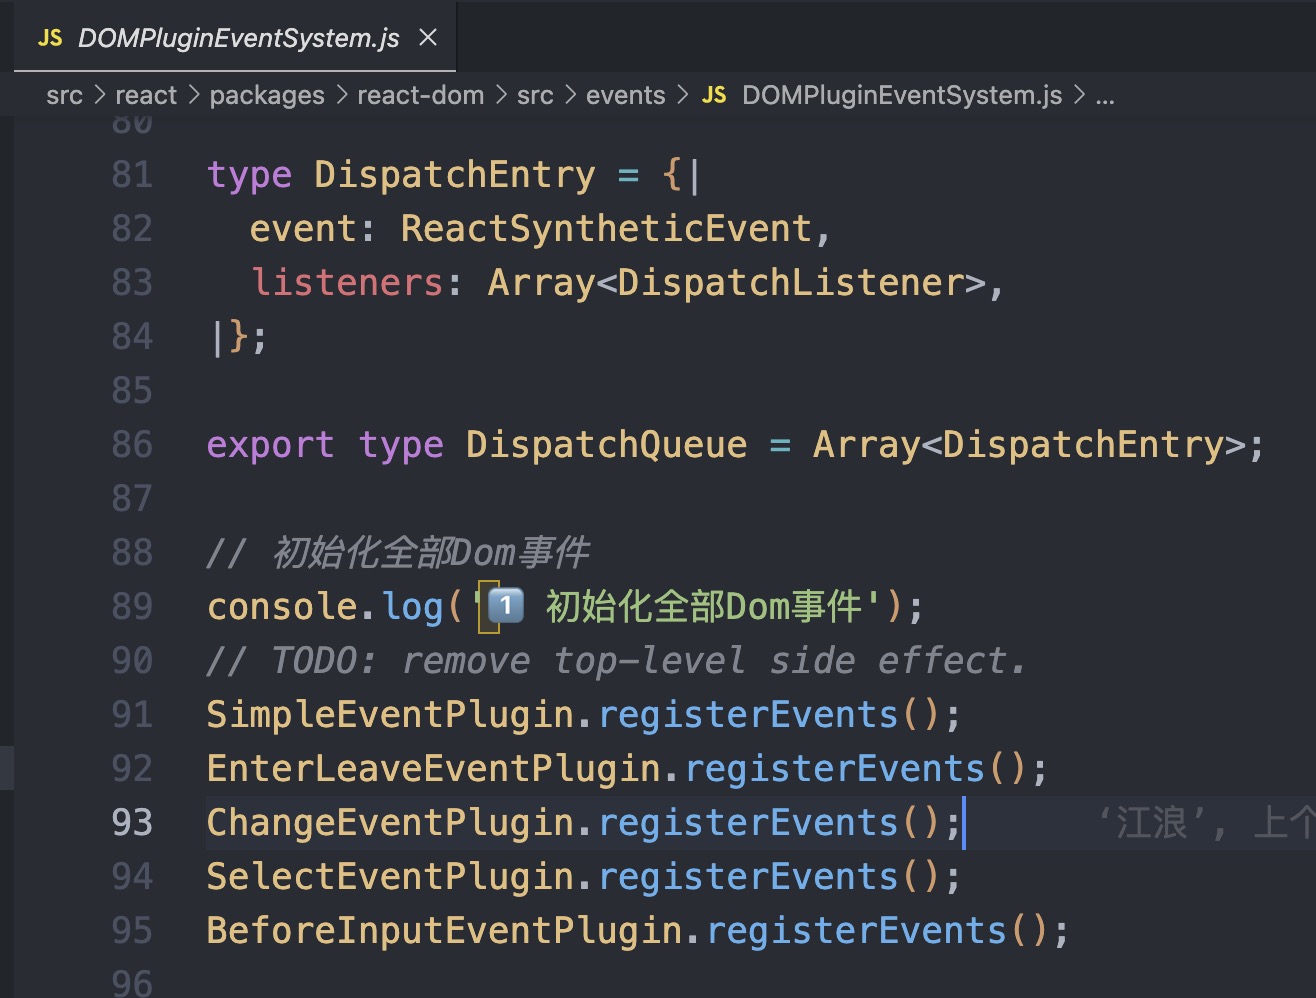 JS DOMPluginEventSystem.js ×
src > react > packages > react-dom > src > events > JS DOMPluginEventSystem.js > ...
80
81 type DispatchEntry = {|
82   event: ReactSyntheticEvent,
83   listeners: Array<DispatchListener>,
84 |};
85
86 export type DispatchQueue = Array<DispatchEntry>;
87
88 // 初始化全部Dom事件
89 console.log('1️⃣ 初始化全部Dom事件');
90 // TODO: remove top-level side effect.
91 SimpleEventPlugin.registerEvents();
92 EnterLeaveEventPlugin.registerEvents();
93 ChangeEventPlugin.registerEvents(); ‘江浪’, 上个
94 SelectEventPlugin.registerEvents();
95 BeforeInputEventPlugin.registerEvents();
96